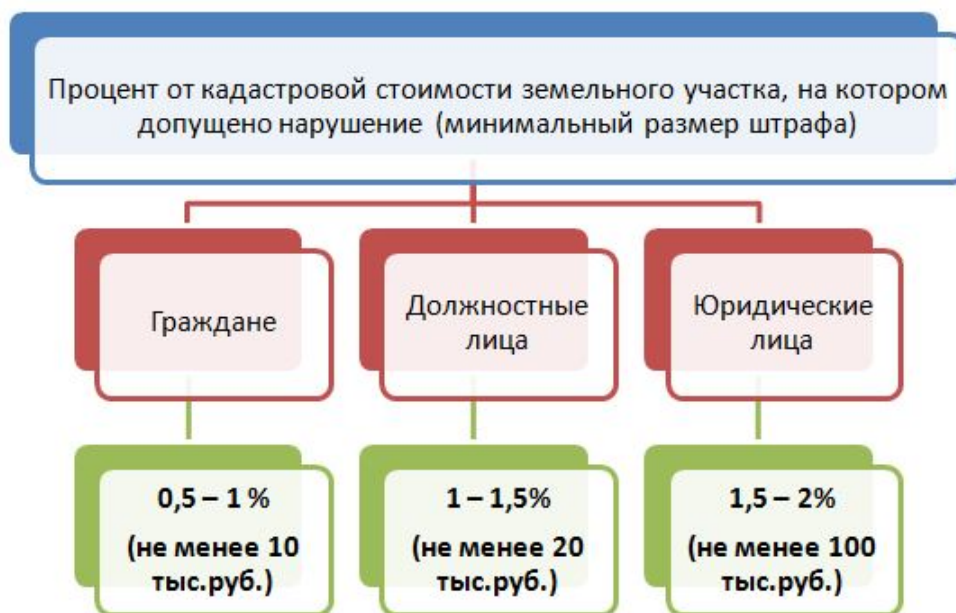 Процент от кадастровой стоимости земельного участка, на котором
допущено нарушение (минимальный размер штрафа)
Граждане
Должностные
лица
Юридические
лица
0,5 – 1 %
(не менее 10
тыс.руб.)
1 – 1,5%
(не менее 20
тыс.руб.)
1,5 – 2%
(не менее 100
тыс.руб.)